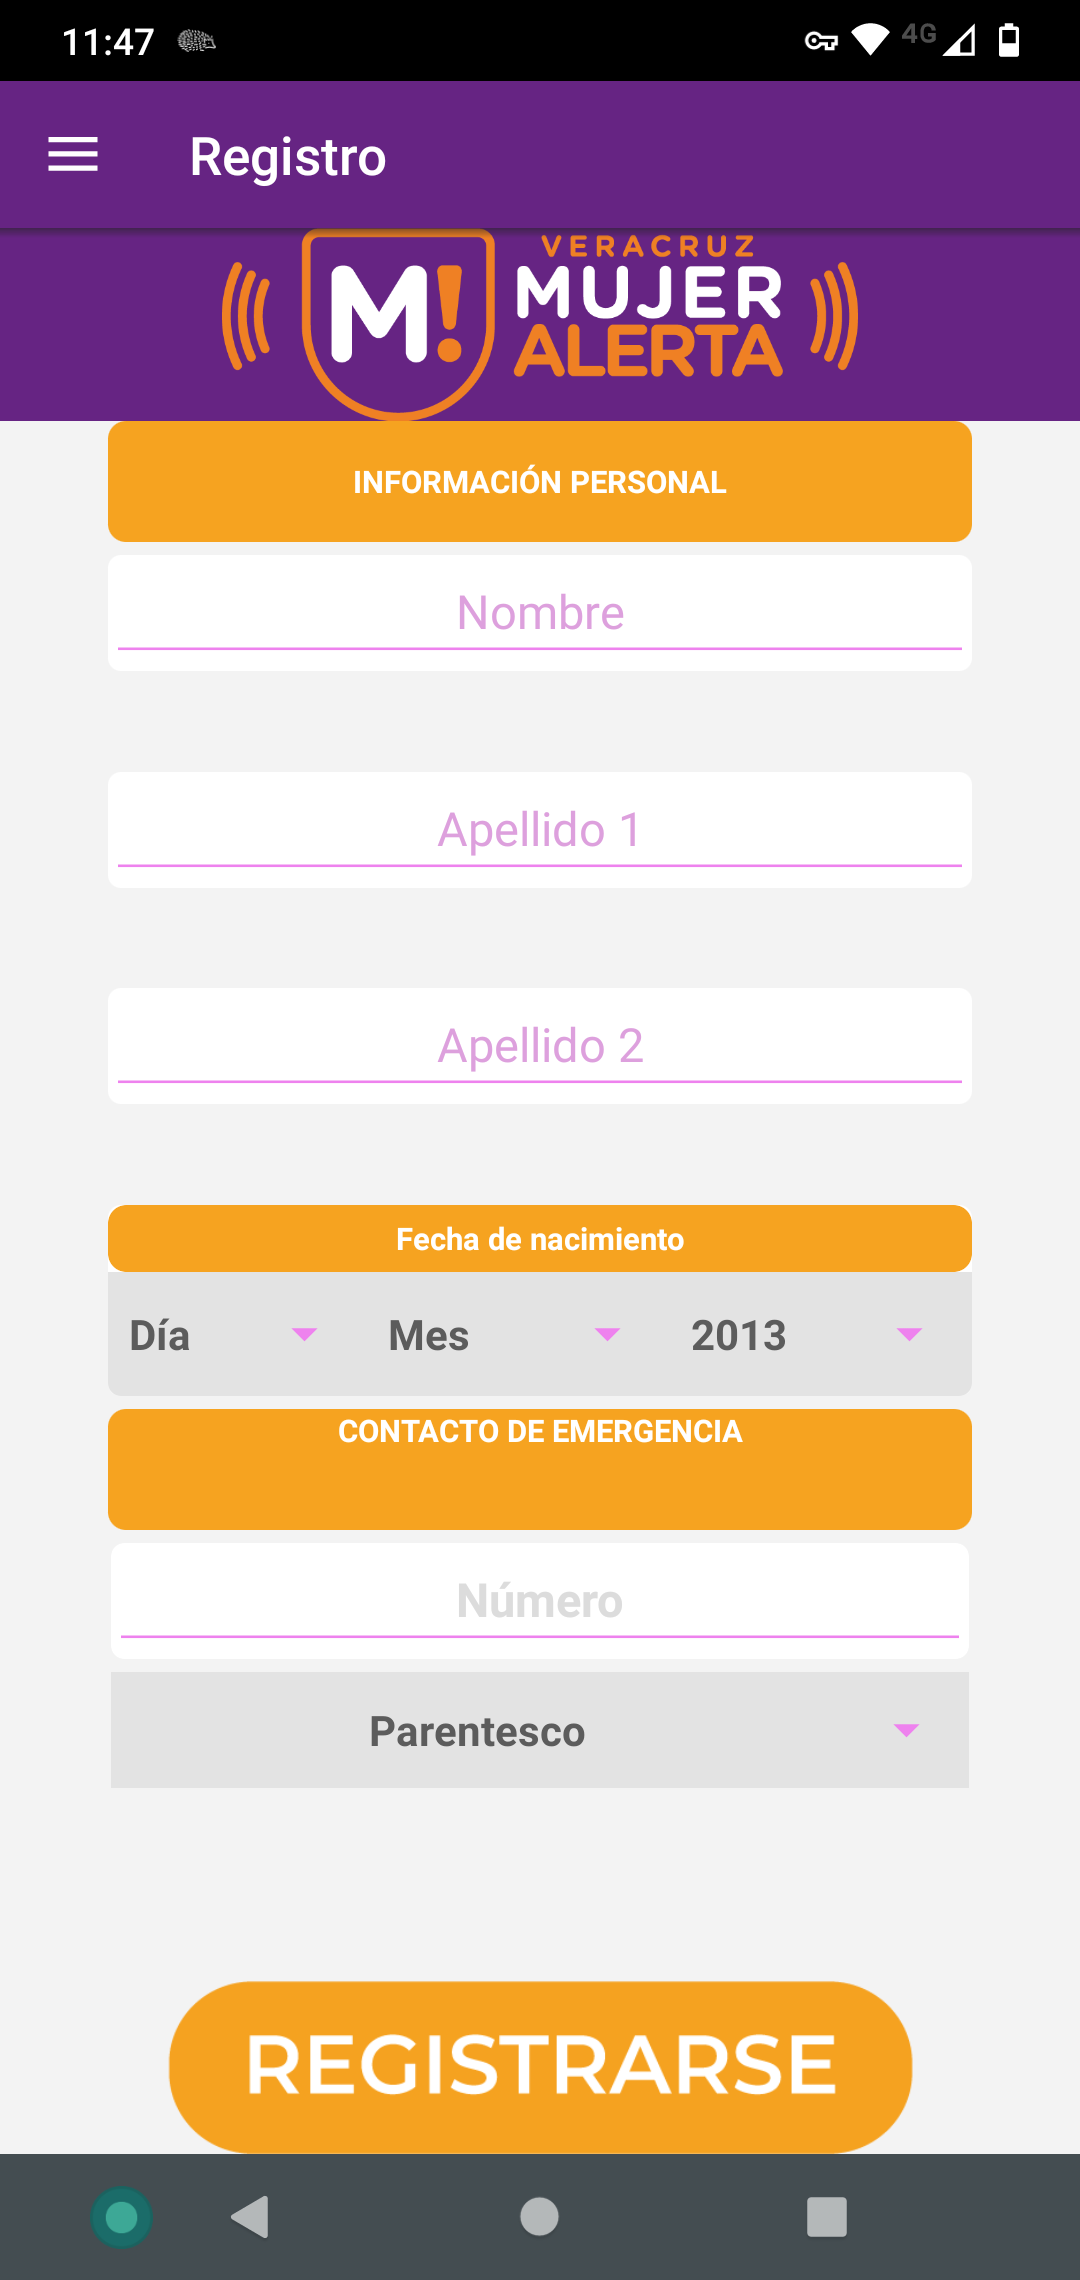 11:47
4G
Registro
M!
VERACRUZ
MUJER
ALERTA
INFORMACIÓN PERSONAL
Nombre
Apellido 1
Apellido 2
Fecha de nacimiento
Día Mes 2013
CONTACTO DE EMERGENCIA
Número
Parentesco
REGISTRARSE